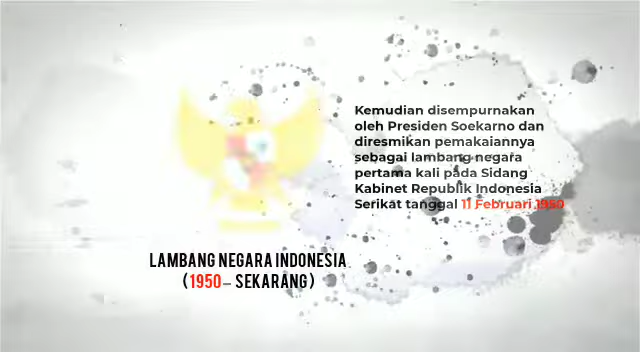 Kemudian disempurnakan
oleh Presiden Soekarno dan
diresmikan pemakaiannya
sebagai lambang negara
pertama kali pada Sidang
Kabinet Republik Indonesia
Serikat tanggal 11 Februari 1950
LAMBANG NEGARA INDONESIA
( 1950 – SEKARANG )